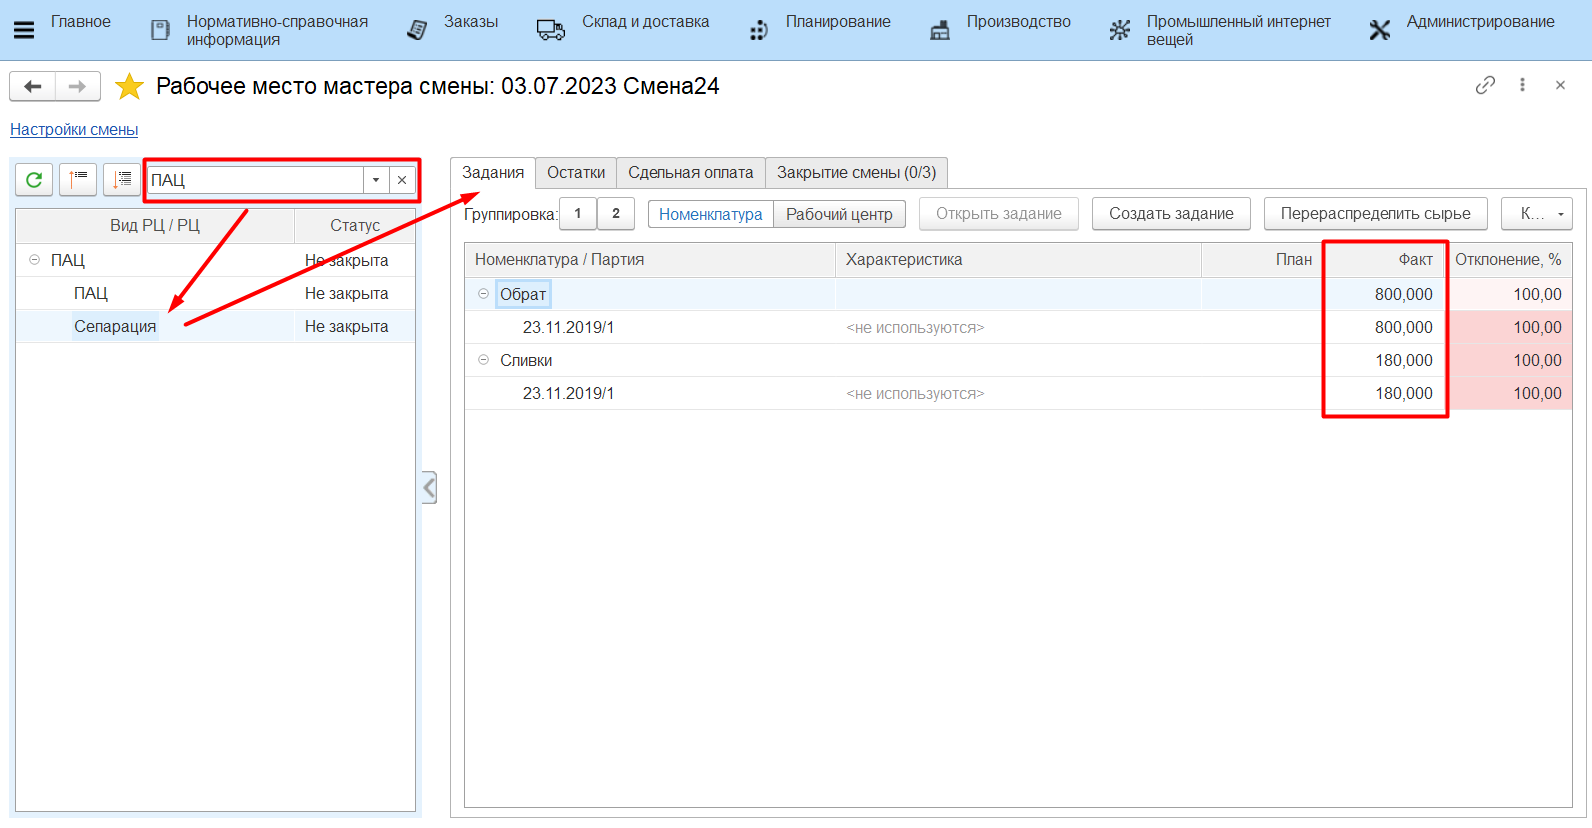 Главное
Нормативно-справочная
информация
Заказы
Склад и доставка
Планирование
Производство
Промышленный интернет
вещей
Администрирование
Рабочее место мастера смены: 03.07.2023 Смена24
Настройки смены
ПАЦ
Вид РЦ / РЦ Статус
ПАЦ Не закрыта
ПАЦ Не закрыта
Сепарация Не закрыта
Задания Остатки Сдельная оплата Закрытие смены (0/3)
Группировка: 1 2 Номенклатура Рабочий центр Открыть задание Создать задание Перераспределить сырье К...
Номенклатура / Партия Характеристика План Факт Отклонение, %
Обрат 800,000 100,00
23.11.2019/1 <не используются> 800,000 100,00
Сливки 180,000 100,00
23.11.2019/1 <не используются> 180,000 100,00